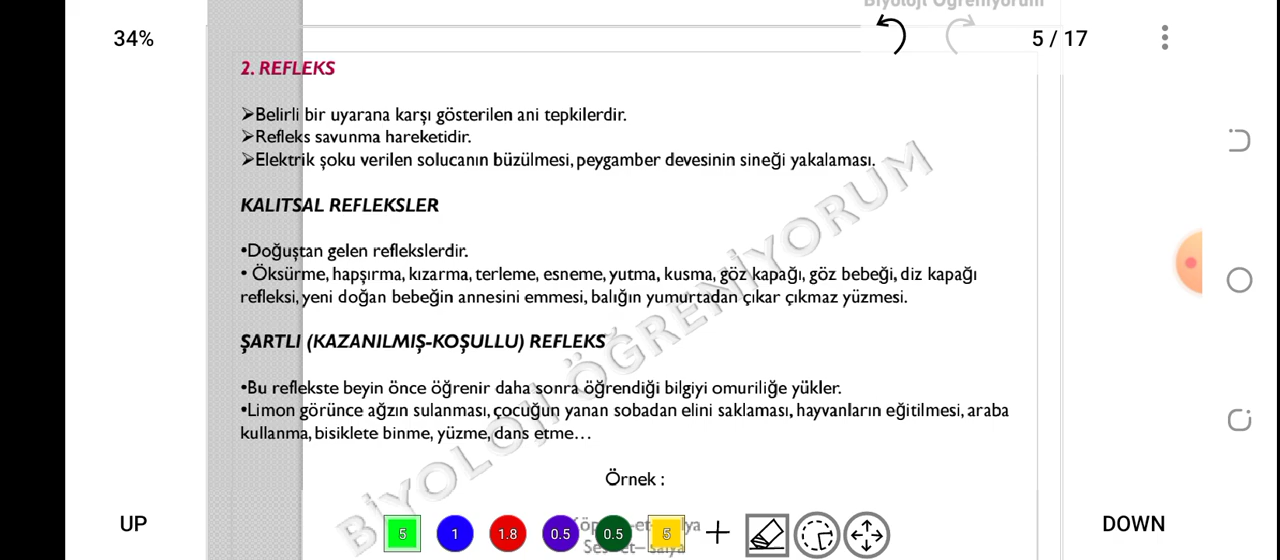 Biyoloji Öğreniyorum
34%
5 / 17
2. REFLEKS
➢Belirli bir uyarana karşı gösterilen ani tepkilerdir.
➢Refleks savunma hareketidir.
➢Elektrik şoku verilen solucanın büzülmesi, peygamber devesinin sineği yakalaması.
KALITSAL REFLEKSLER
•Doğuştan gelen reflekslerdir.
• Öksürme, hapşırma, kızarma, terleme, esneme, yutma, kusma, göz kapağı, göz bebeği, diz kapağı
refleksi, yeni doğan bebeğin annesini emmesi, balığın yumurtadan çıkar çıkmaz yüzmesi.
ŞARTLI (KAZANILMIŞ-KOŞULLU) REFLEKS
•Bu reflekste beyin önce öğrenir daha sonra öğrendiği bilgiyi omuriliğe yükler.
•Limon görünce ağzın sulanması, çocuğun yanan sobadan elini saklaması, hayvanların eğitilmesi, araba
kullanma, bisiklete binme, yüzme, dans etme…
BİYOLOJİ ÖĞRENİYORUM
Örnek :
UP
5
1
1.8
0.5
0.5
5
DOWN